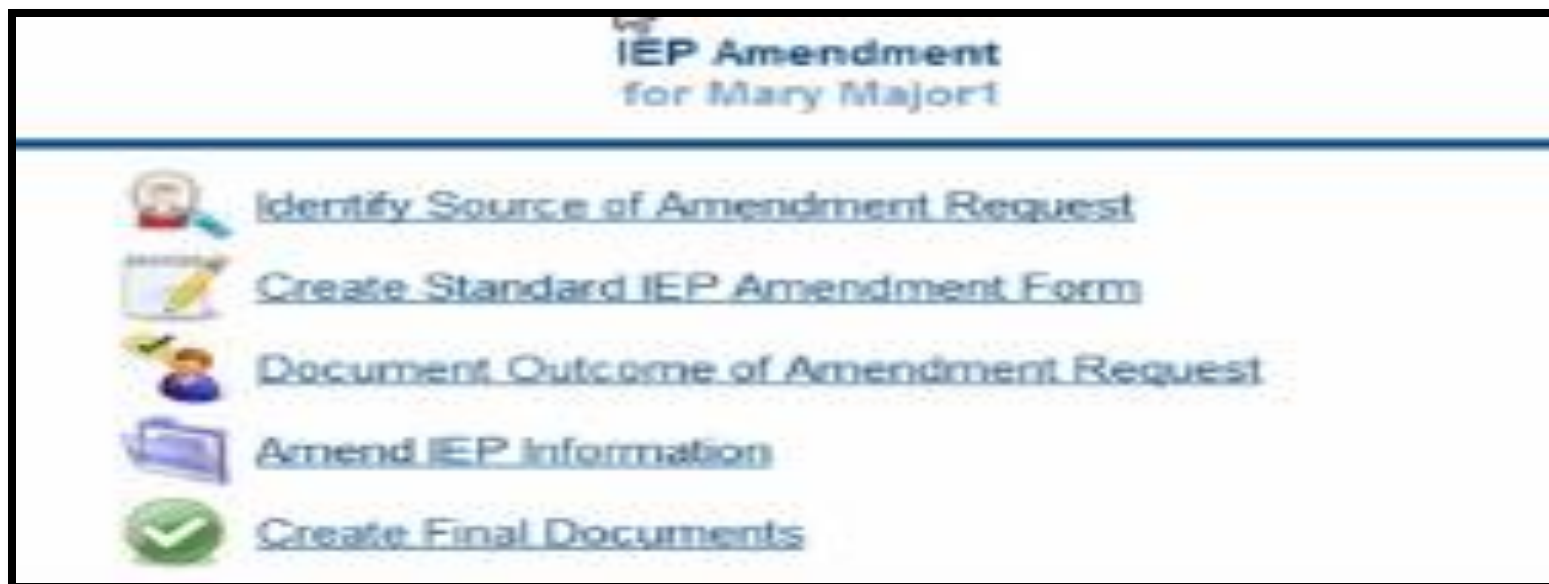 IEP Amendment
for Mary Major1
Identify Source of Amendment Request
Create Standard IEP Amendment Form
Document Outcome of Amendment Request
Amend IEP Information
Create Final Documents